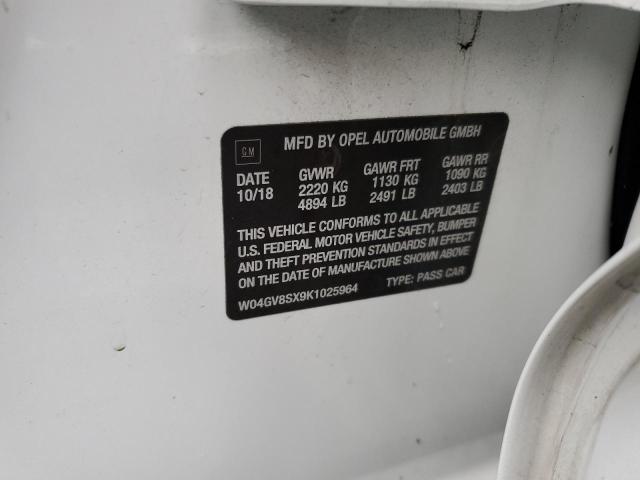 GM
MFD BY OPEL AUTOMOBILE GMBH
DATE GVWR GAWR FRT GAWR RR
10/18 2220 KG 1130 KG 1090 KG
4894 LB 2491 LB 2403 LB
THIS VEHICLE CONFORMS TO ALL APPLICABLE
U.S. FEDERAL MOTOR VEHICLE SAFETY, BUMPER
AND THEFT PREVENTION STANDARDS IN EFFECT
ON THE DATE OF MANUFACTURE SHOWN ABOVE
W04GV8SX9K1025964 TYPE: PASS CAR